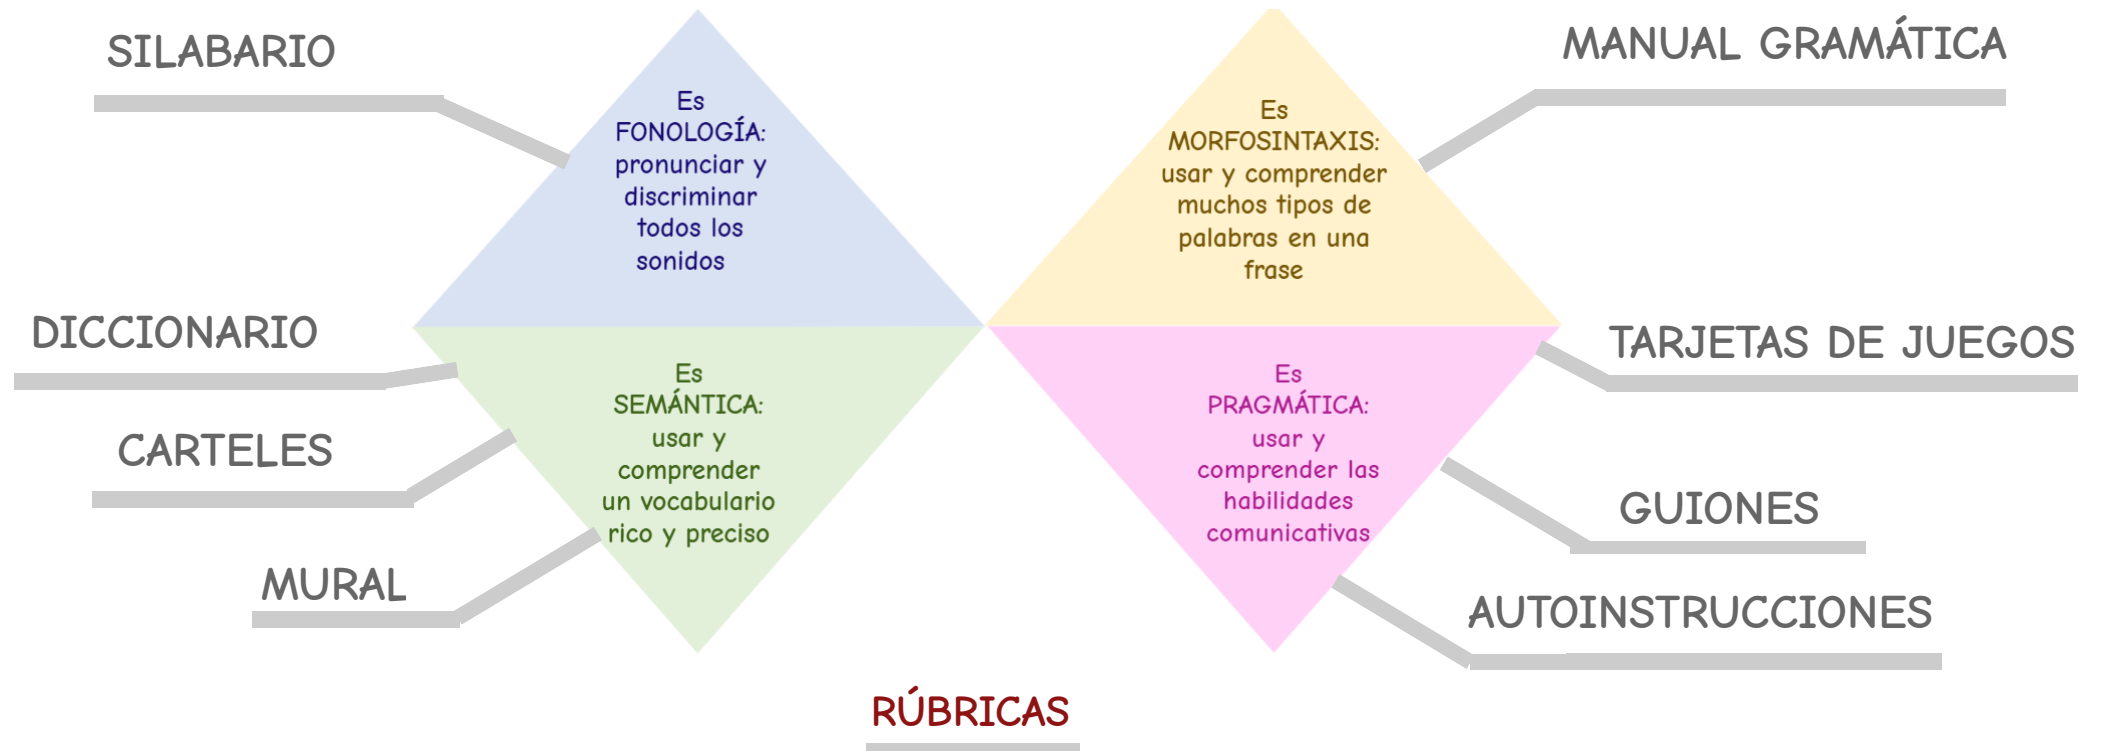 SILABARIO
Es
FONOLOGÍA:
pronunciar y
discriminar
todos los
sonidos
DICCIONARIO
CARTELES
MURAL
Es
SEMÁNTICA:
usar y
comprender
un vocabulario
rico y preciso
MANUAL GRAMÁTICA
Es
MORFOSINTAXIS:
usar y comprender
muchos tipos de
palabras en una
frase
TARJETAS DE JUEGOS
Es
PRAGMÁTICA:
usar y
comprender las
habilidades
comunicativas
GUIONES
AUTOINSTRUCCIONES
RÚBRICAS